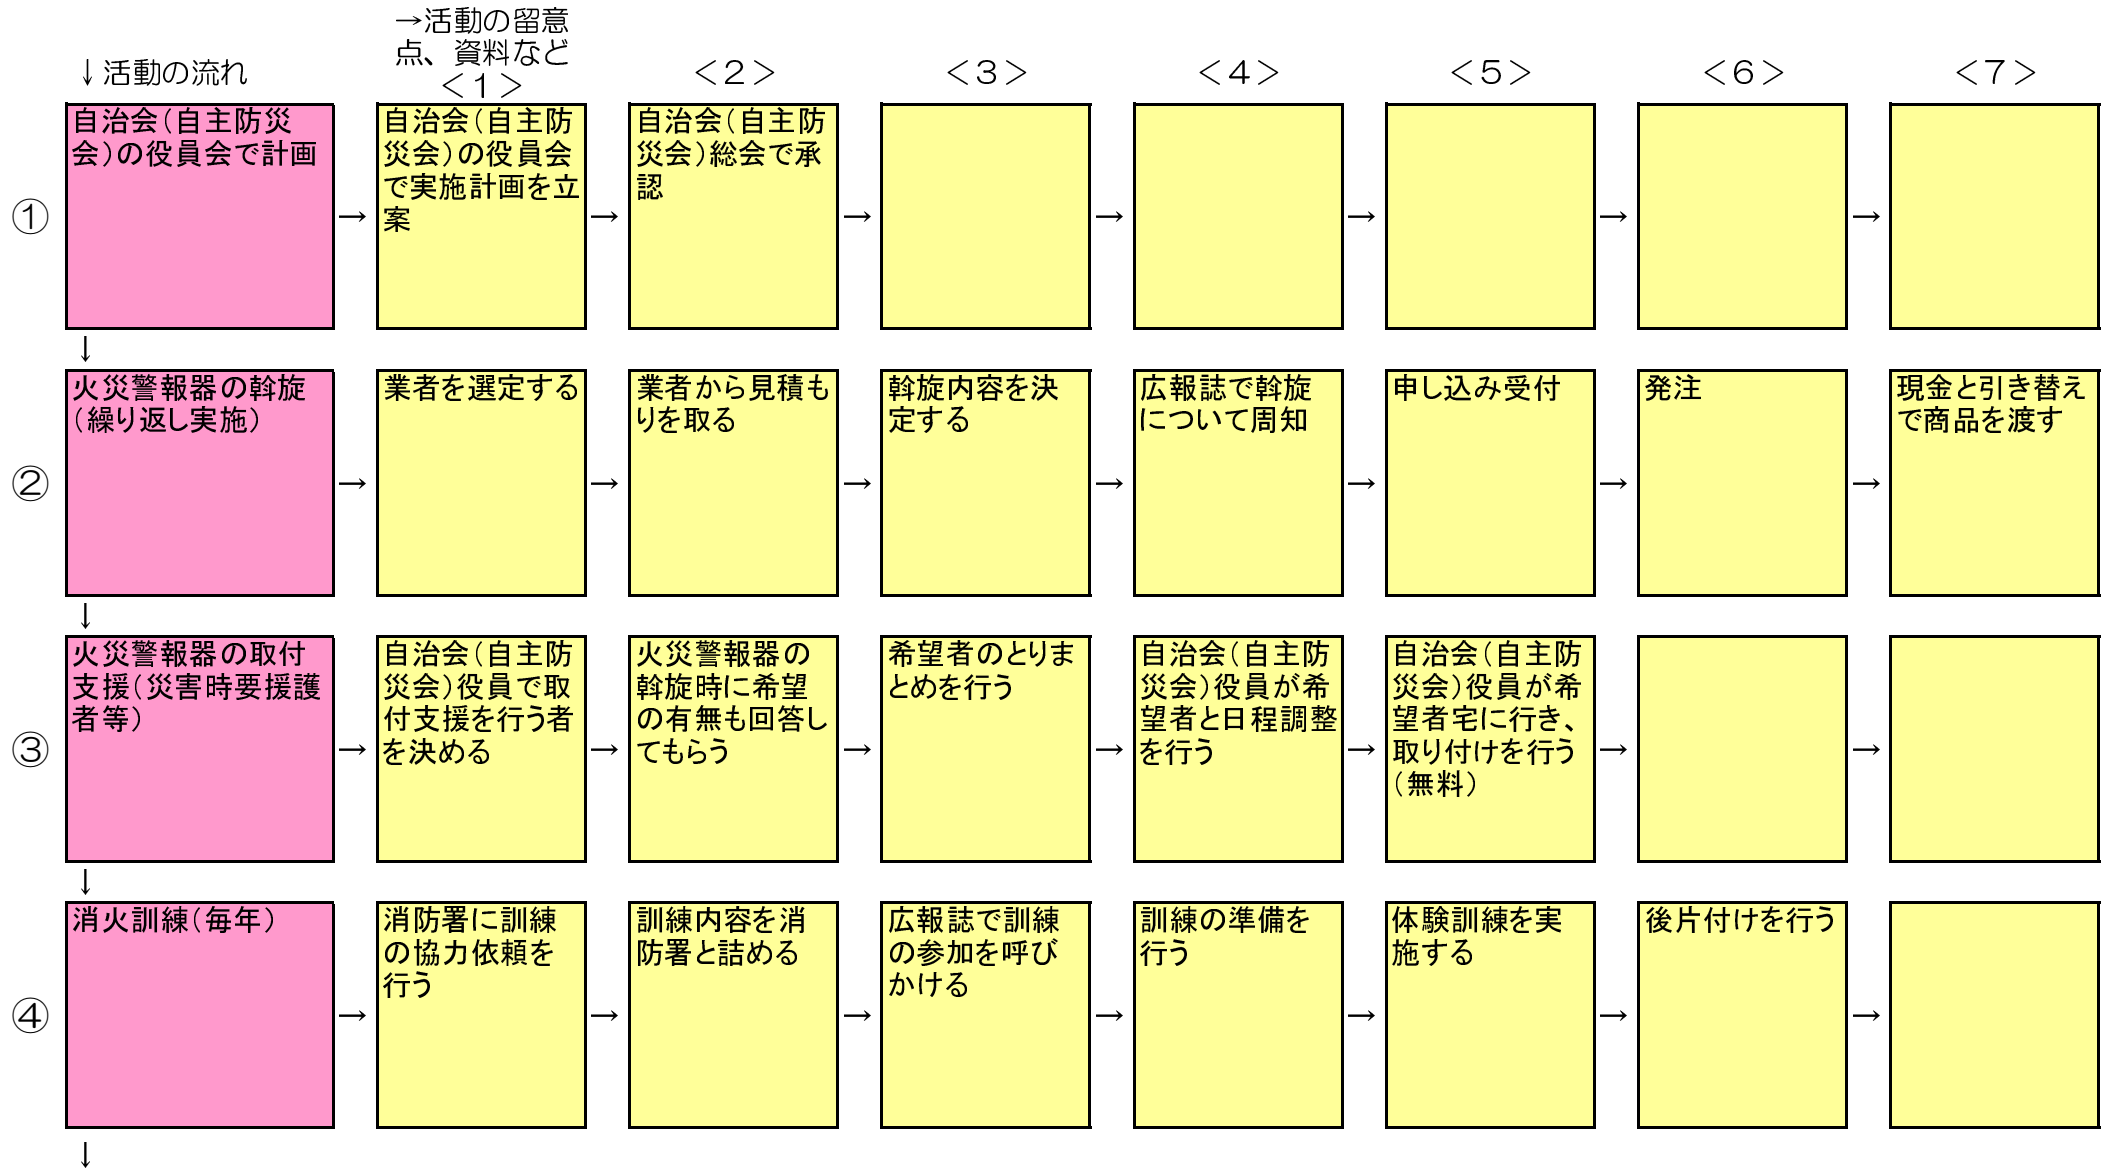 →活動の留意
点、資料など
↓活動の流れ
＜１＞
＜２＞
＜３＞
＜４＞
＜５＞
＜６＞
＜７＞
①
自治会（自主防災
会）の役員会で計画
→
自治会（自主防
災会）の役員会
で実施計画を立
案
→
自治会（自主防
災会）総会で承
認
→
→
→
→
→
↓
②
火災警報器の斡旋
（繰り返し実施）
→
業者を選定する
→
業者から見積も
りを取る
→
斡旋内容を決
定する
→
広報誌で斡旋
について周知
→
申し込み受付
→
発注
→
現金と引き替え
で商品を渡す
↓
③
火災警報器の取付
支援（災害時要援護
者等）
→
自治会（自主防
災会）役員で取
付支援を行う者
を決める
→
火災警報器の
斡旋時に希望
の有無も回答し
てもらう
→
希望者のとりま
とめを行う
→
自治会（自主防
災会）役員が希
望者と日程調整
を行う
→
自治会（自主防
災会）役員が希
望者宅に行き、
取り付けを行う
（無料）
→
→
↓
④
消火訓練（毎年）
→
消防署に訓練
の協力依頼を
行う
→
訓練内容を消
防署と詰める
→
広報誌で訓練
の参加を呼び
かける
→
訓練の準備を
行う
→
体験訓練を実
施する
→
後片付けを行う
→
↓